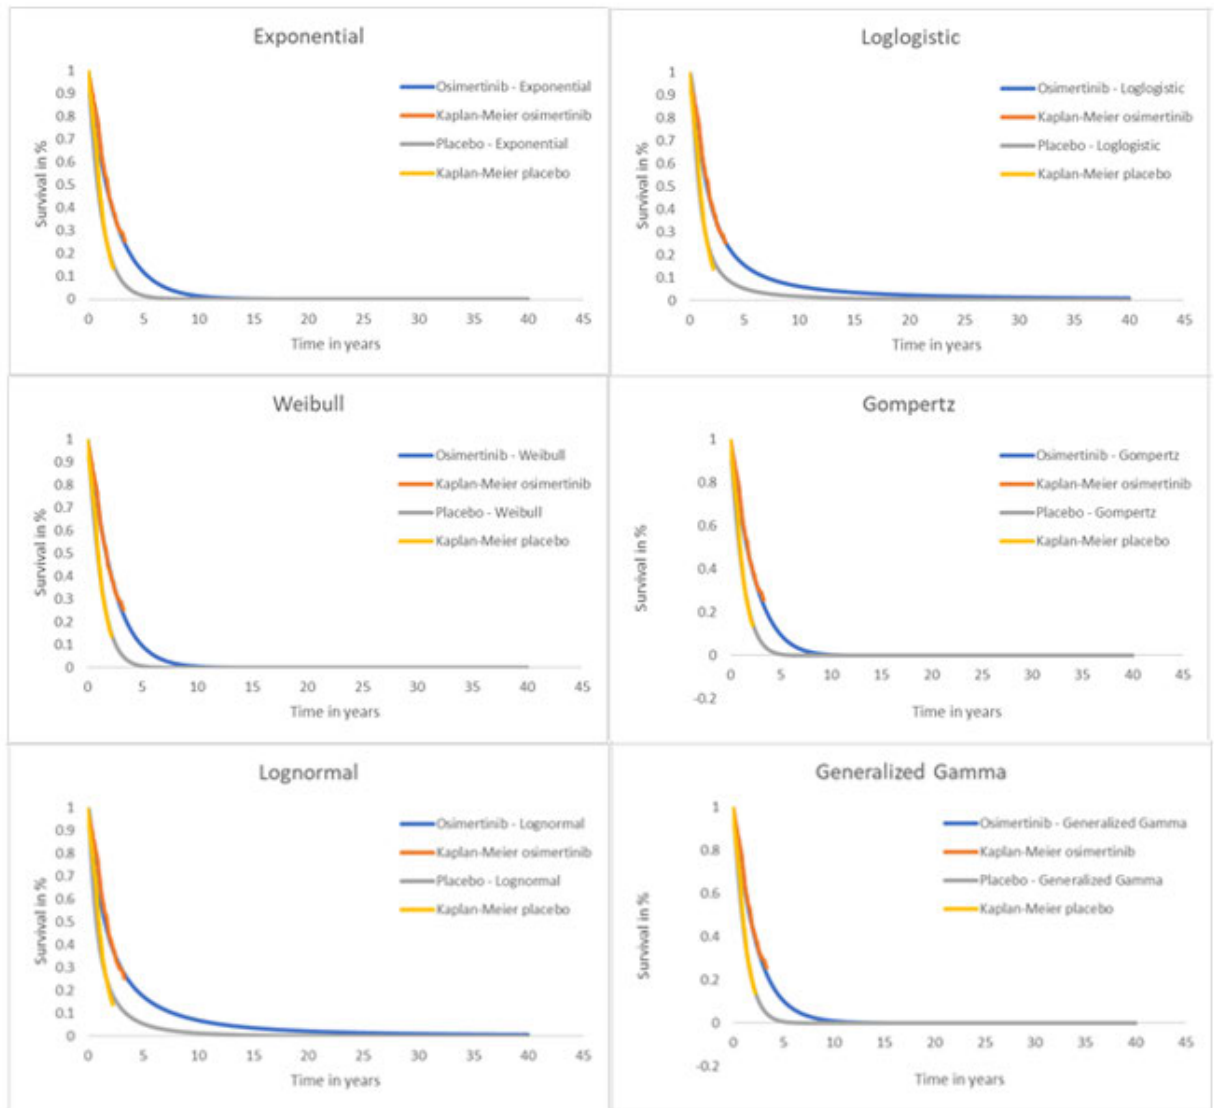 Exponential
Survival in %
1
0.9
0.8
0.7
0.6
0.5
0.4
0.3
0.2
0.1
0
0 5 10 15 20 25 30 35 40 45
Time in years
Osimertinib - Exponential
Kaplan-Meier osimertinib
Placebo - Exponential
Kaplan-Meier placebo
Loglogistic
Survival in %
1
0.9
0.8
0.7
0.6
0.5
0.4
0.3
0.2
0.1
0
0 5 10 15 20 25 30 35 40 45
Time in years
Osimertinib - Loglogistic
Kaplan-Meier osimertinib
Placebo - Loglogistic
Kaplan-Meier placebo
Weibull
Survival in %
1
0.9
0.8
0.7
0.6
0.5
0.4
0.3
0.2
0.1
0
0 5 10 15 20 25 30 35 40 45
Time in years
Osimertinib - Weibull
Kaplan-Meier osimertinib
Placebo - Weibull
Kaplan-Meier placebo
Gompertz
Survival in %
1
0.8
0.6
0.4
0.2
0
-0.2
0 5 10 15 20 25 30 35 40 45
Time in years
Osimertinib - Gompertz
Kaplan-Meier osimertinib
Placebo - Gompertz
Kaplan-Meier placebo
Lognormal
Survival in %
1
0.9
0.8
0.7
0.6
0.5
0.4
0.3
0.2
0.1
0
0 5 10 15 20 25 30 35 40 45
Time in years
Osimertinib - Lognormal
Kaplan-Meier osimertinib
Placebo - Lognormal
Kaplan-Meier placebo
Generalized Gamma
Survival in %
1
0.8
0.6
0.4
0.2
0
-0.2
0 5 10 15 20 25 30 35 40 45
Time in years
Osimertinib - Generalized Gamma
Kaplan-Meier osimertinib
Placebo - Generalized Gamma
Kaplan-Meier placebo